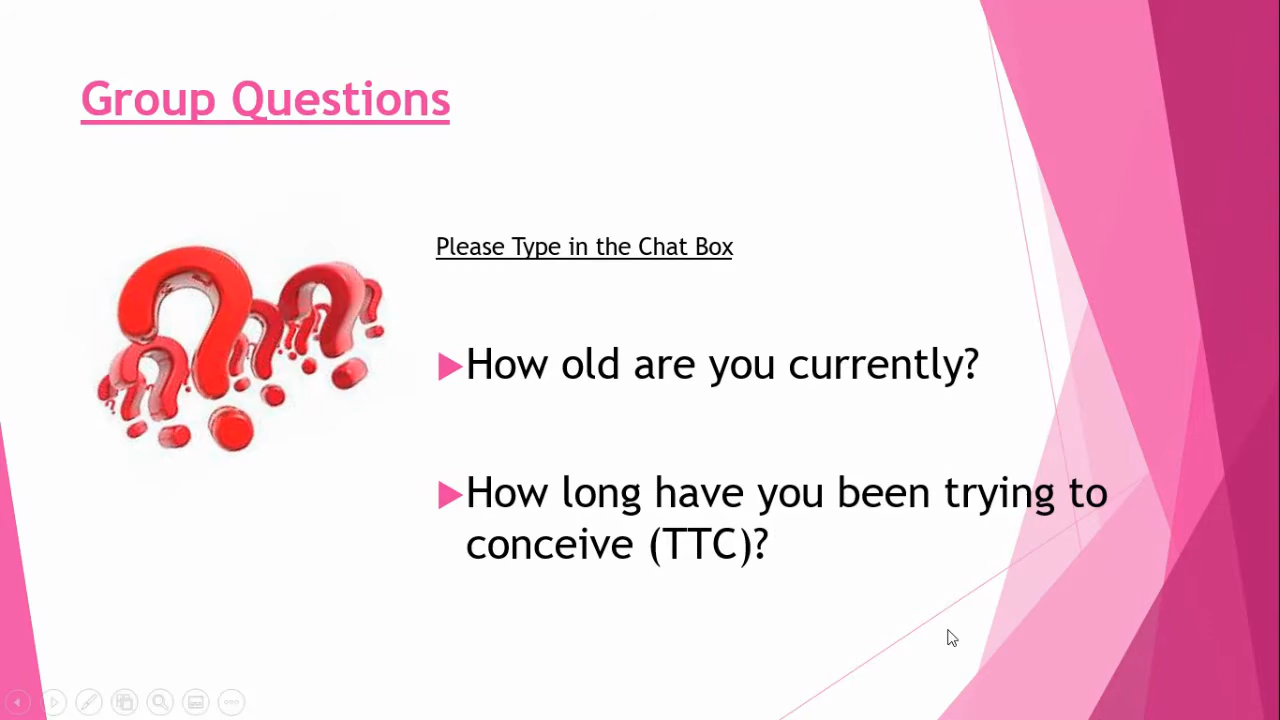 Group Questions
Please Type in the Chat Box
How old are you currently?
How long have you been trying to
conceive (TTC)?